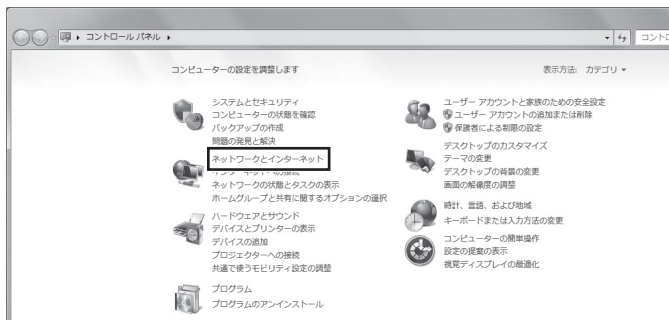 コントロール パネル
コントロ
コンピューターの設定を調整します
表示方法: カテゴリ
システムとセキュリティ
コンピューターの状態を確認
バックアップの作成
問題の発見と解決
ネットワークとインターネット
インターネットへの接続
ネットワークの状態とタスクの表示
ホームグループと共有に関するオプションの選択
ハードウェアとサウンド
デバイスとプリンターの表示
デバイスの追加
プロジェクターへの接続
共通で使うモビリティ設定の調整
プログラム
プログラムのアンインストール
ユーザー アカウントと家族のための安全設定
ユーザー アカウントの追加または削除
保護者による制限の設定
デスクトップのカスタマイズ
テーマの変更
デスクトップの背景の変更
画面の解像度の調整
時計、言語、および地域
キーボードまたは入力方法の変更
コンピューターの簡単操作
設定の提案の表示
視覚ディスプレイの最適化